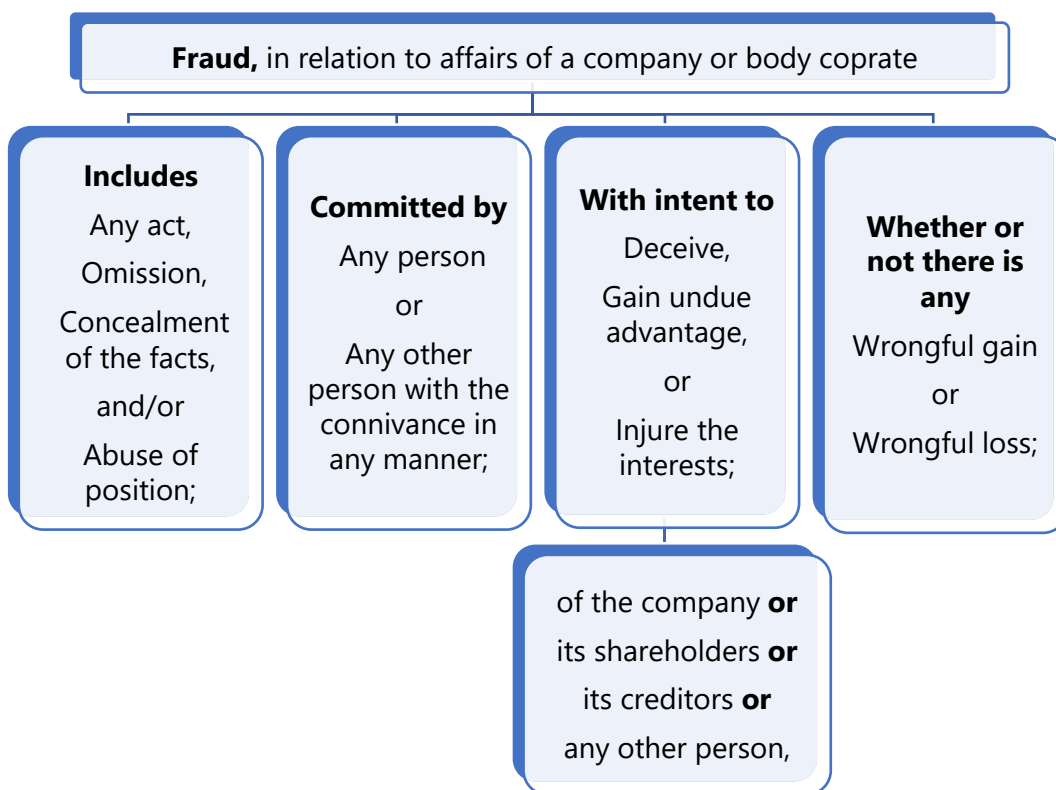 Fraud, in relation to affairs of a company or body coprate
Includes
Any act,
Omission,
Concealment
of the facts,
and/or
Abuse of
position;
Committed by
Any person
or
Any other
person with the
connivance in
any manner;
With intent to
Deceive,
Gain undue
advantage,
or
Injure the
interests;
Whether or
not there is
any
Wrongful gain
or
Wrongful loss;
of the company or
its shareholders or
its creditors or
any other person,